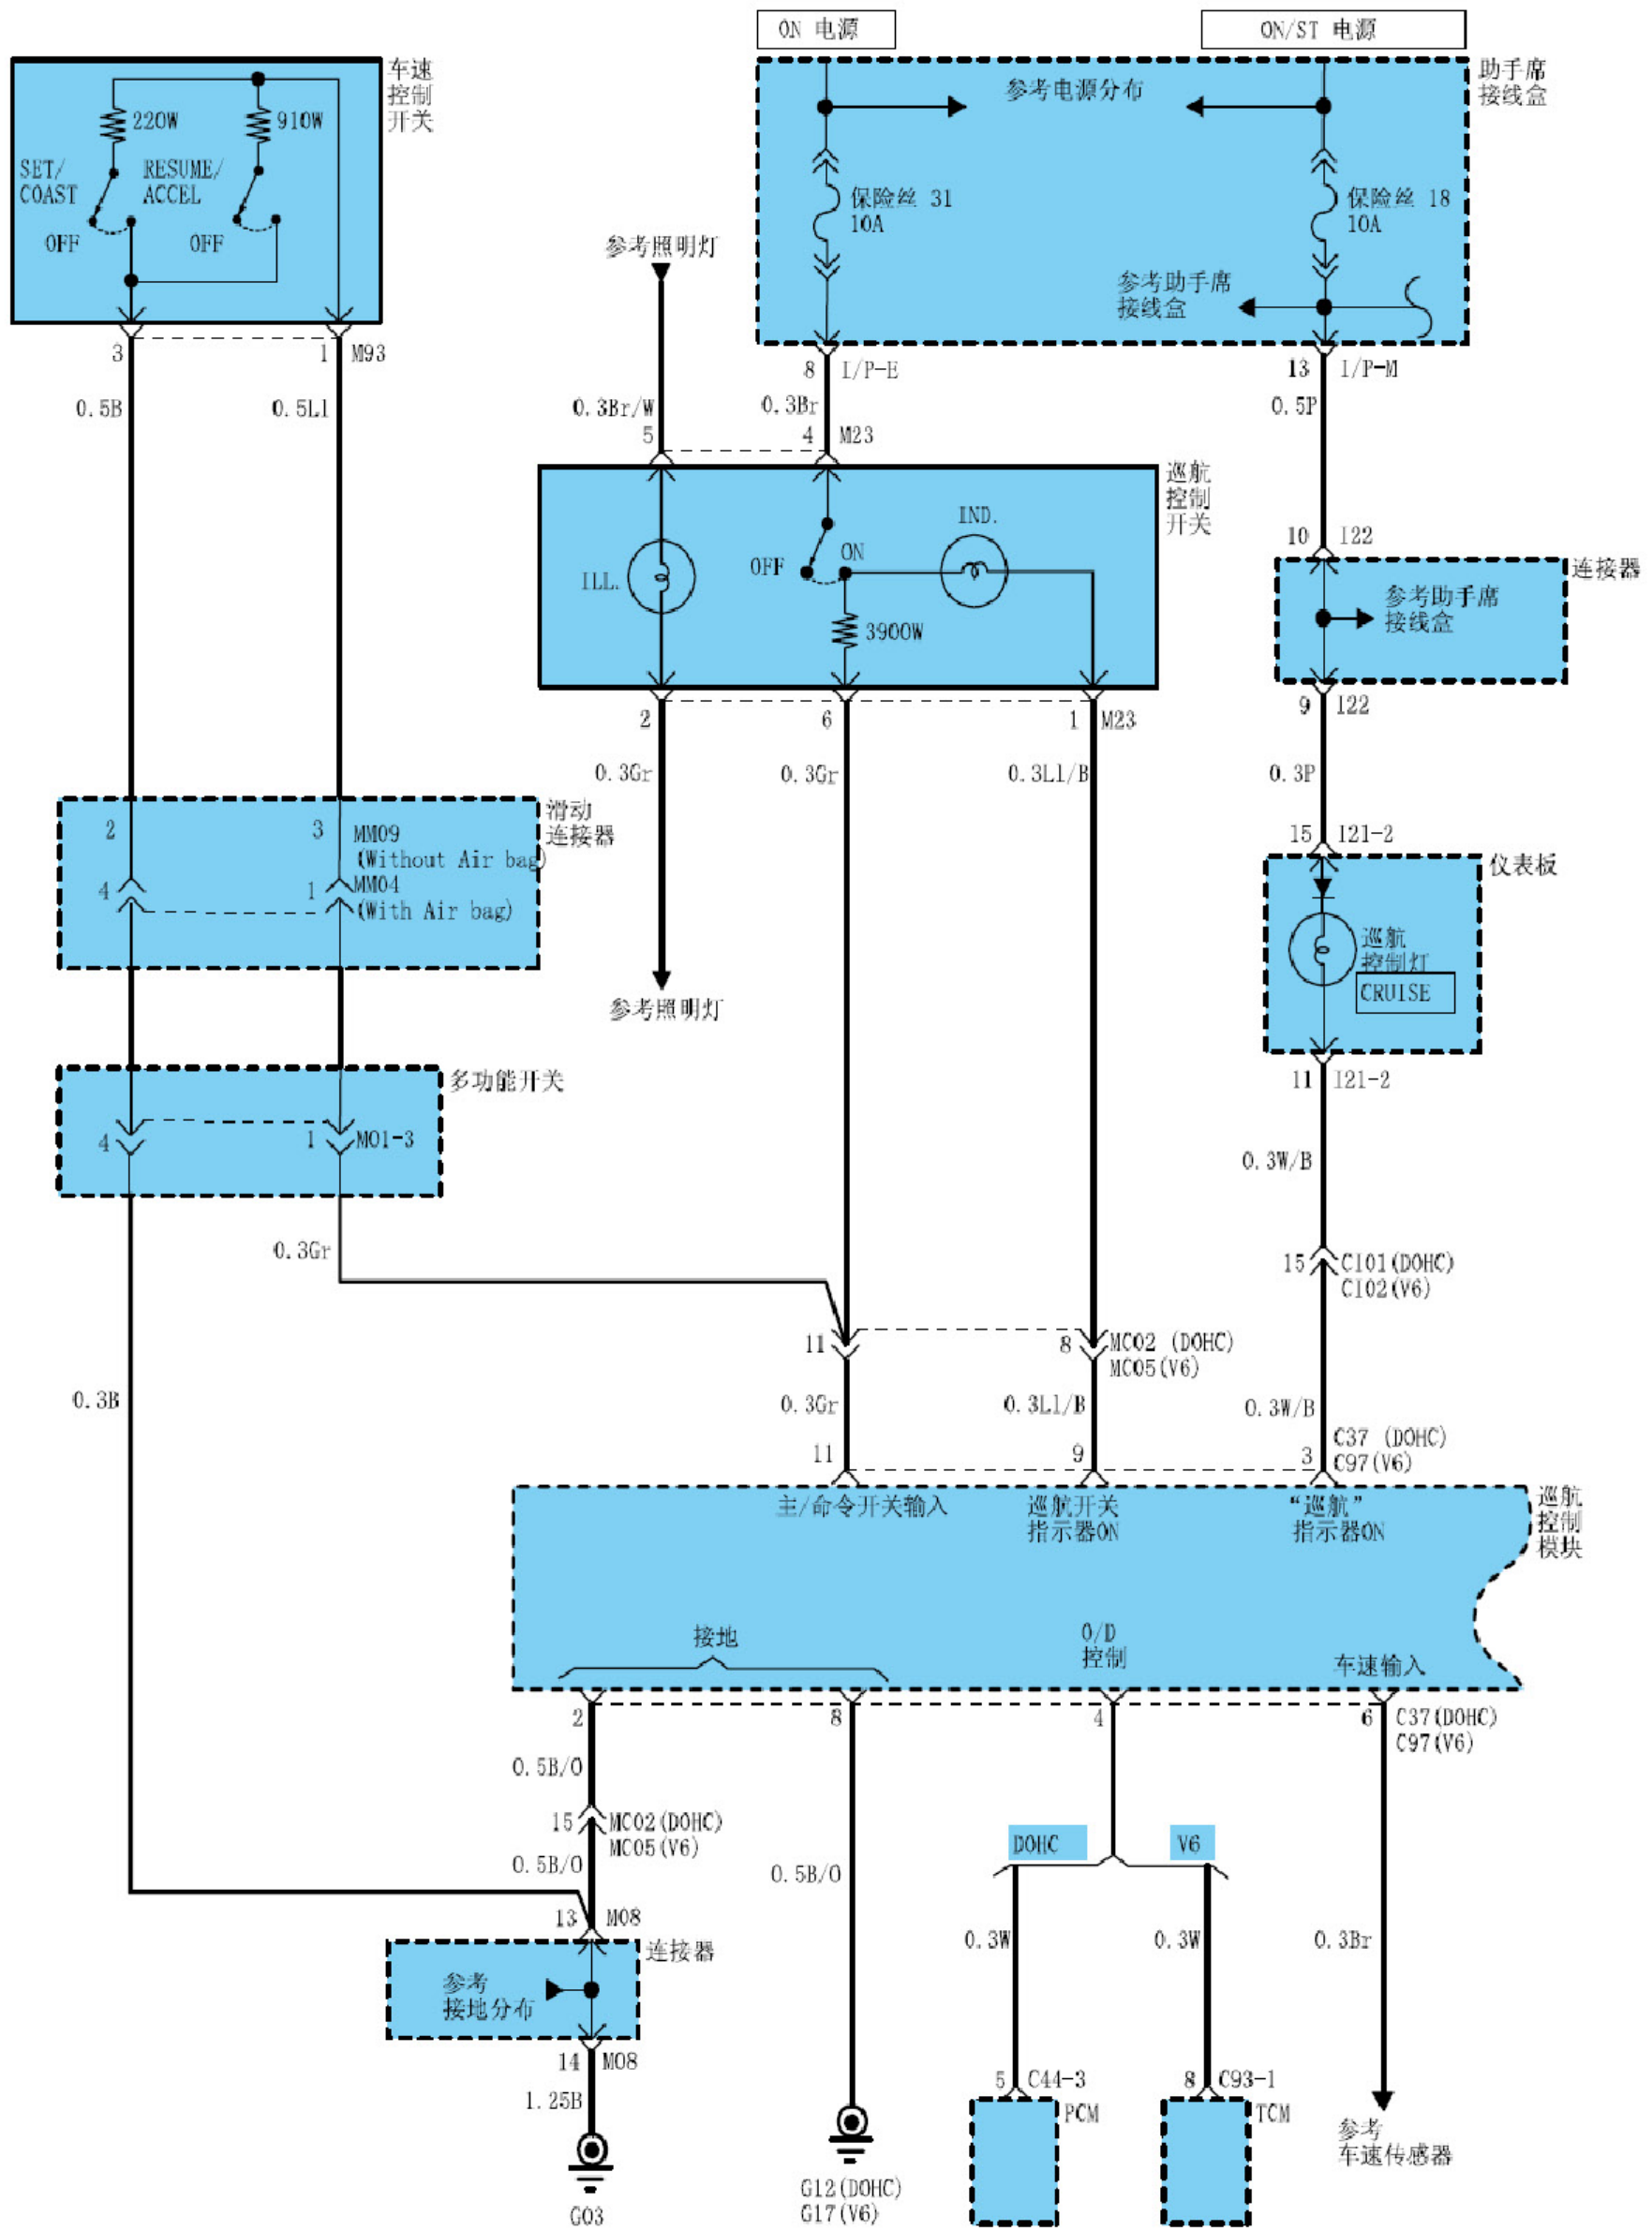 ON 电源
ON/ST 电源
车速
控制
开关
220W
910W
SET/
COAST
RESUME/
ACCEL
OFF
OFF
3
1
M93
0.5B
0.5Ll
助手席
接线盒
参考电源分布
保险丝 31
10A
保险丝 18
10A
参考助手席
接线盒
8
I/P-E
13
I/P-M
参考照明灯
0.3Br/W
0.3Br
0.5P
5
4
M23
巡航
控制
开关
ILL.
OFF
ON
IND.
3900W
2
6
1
M23
0.3Gr
0.3Gr
0.3Ll/B
参考照明灯
10
I22
连接器
参考助手席
接线盒
9
I22
0.3P
15
I21-2
仪表板
巡航
控制灯
CRUISE
11
I21-2
0.3W/B
15
CI01(DOHC)
CI02(V6)
滑动
连接器
2
3
MM09
(Without Air bag)
4
1
MM04
(With Air bag)
多功能开关
4
1
M01-3
0.3Gr
0.3B
11
8
MC02 (DOHC)
MC05(V6)
0.3Gr
0.3Ll/B
0.3W/B
11
9
3
C37 (DOHC)
C97(V6)
巡航
控制
模块
主/命令开关输入
巡航开关
指示器ON
“巡航”
指示器ON
接地
O/D
控制
车速输入
2
8
4
6
C37(DOHC)
C97(V6)
0.5B/O
15
MC02(DOHC)
MC05(V6)
0.5B/O
0.5B/O
DOHC
V6
13
M08
连接器
参考
接地分布
14
M08
1.25B
G03
G12(DOHC)
G17(V6)
0.3W
0.3W
0.3Br
5
C44-3
PCM
8
C93-1
TCM
参考
车速传感器